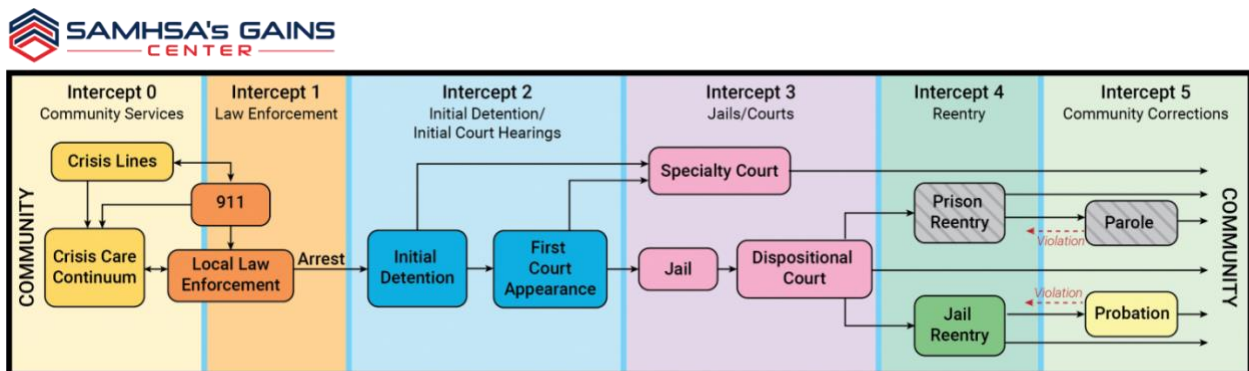 SAMHSA's GAINS
CENTER
Intercept 0
Community Services
Intercept 1
Law Enforcement
Intercept 2
Initial Detention/
Initial Court Hearings
Intercept 3
Jails/Courts
Intercept 4
Reentry
Intercept 5
Community Corrections
COMMUNITY
Crisis Lines
911
Crisis Care
Continuum
Local Law
Enforcement
Arrest
Initial
Detention
First
Court
Appearance
Specialty Court
Jail
Dispositional
Court
Prison
Reentry
Violation
Parole
Jail
Reentry
Violation
Probation
COMMUNITY